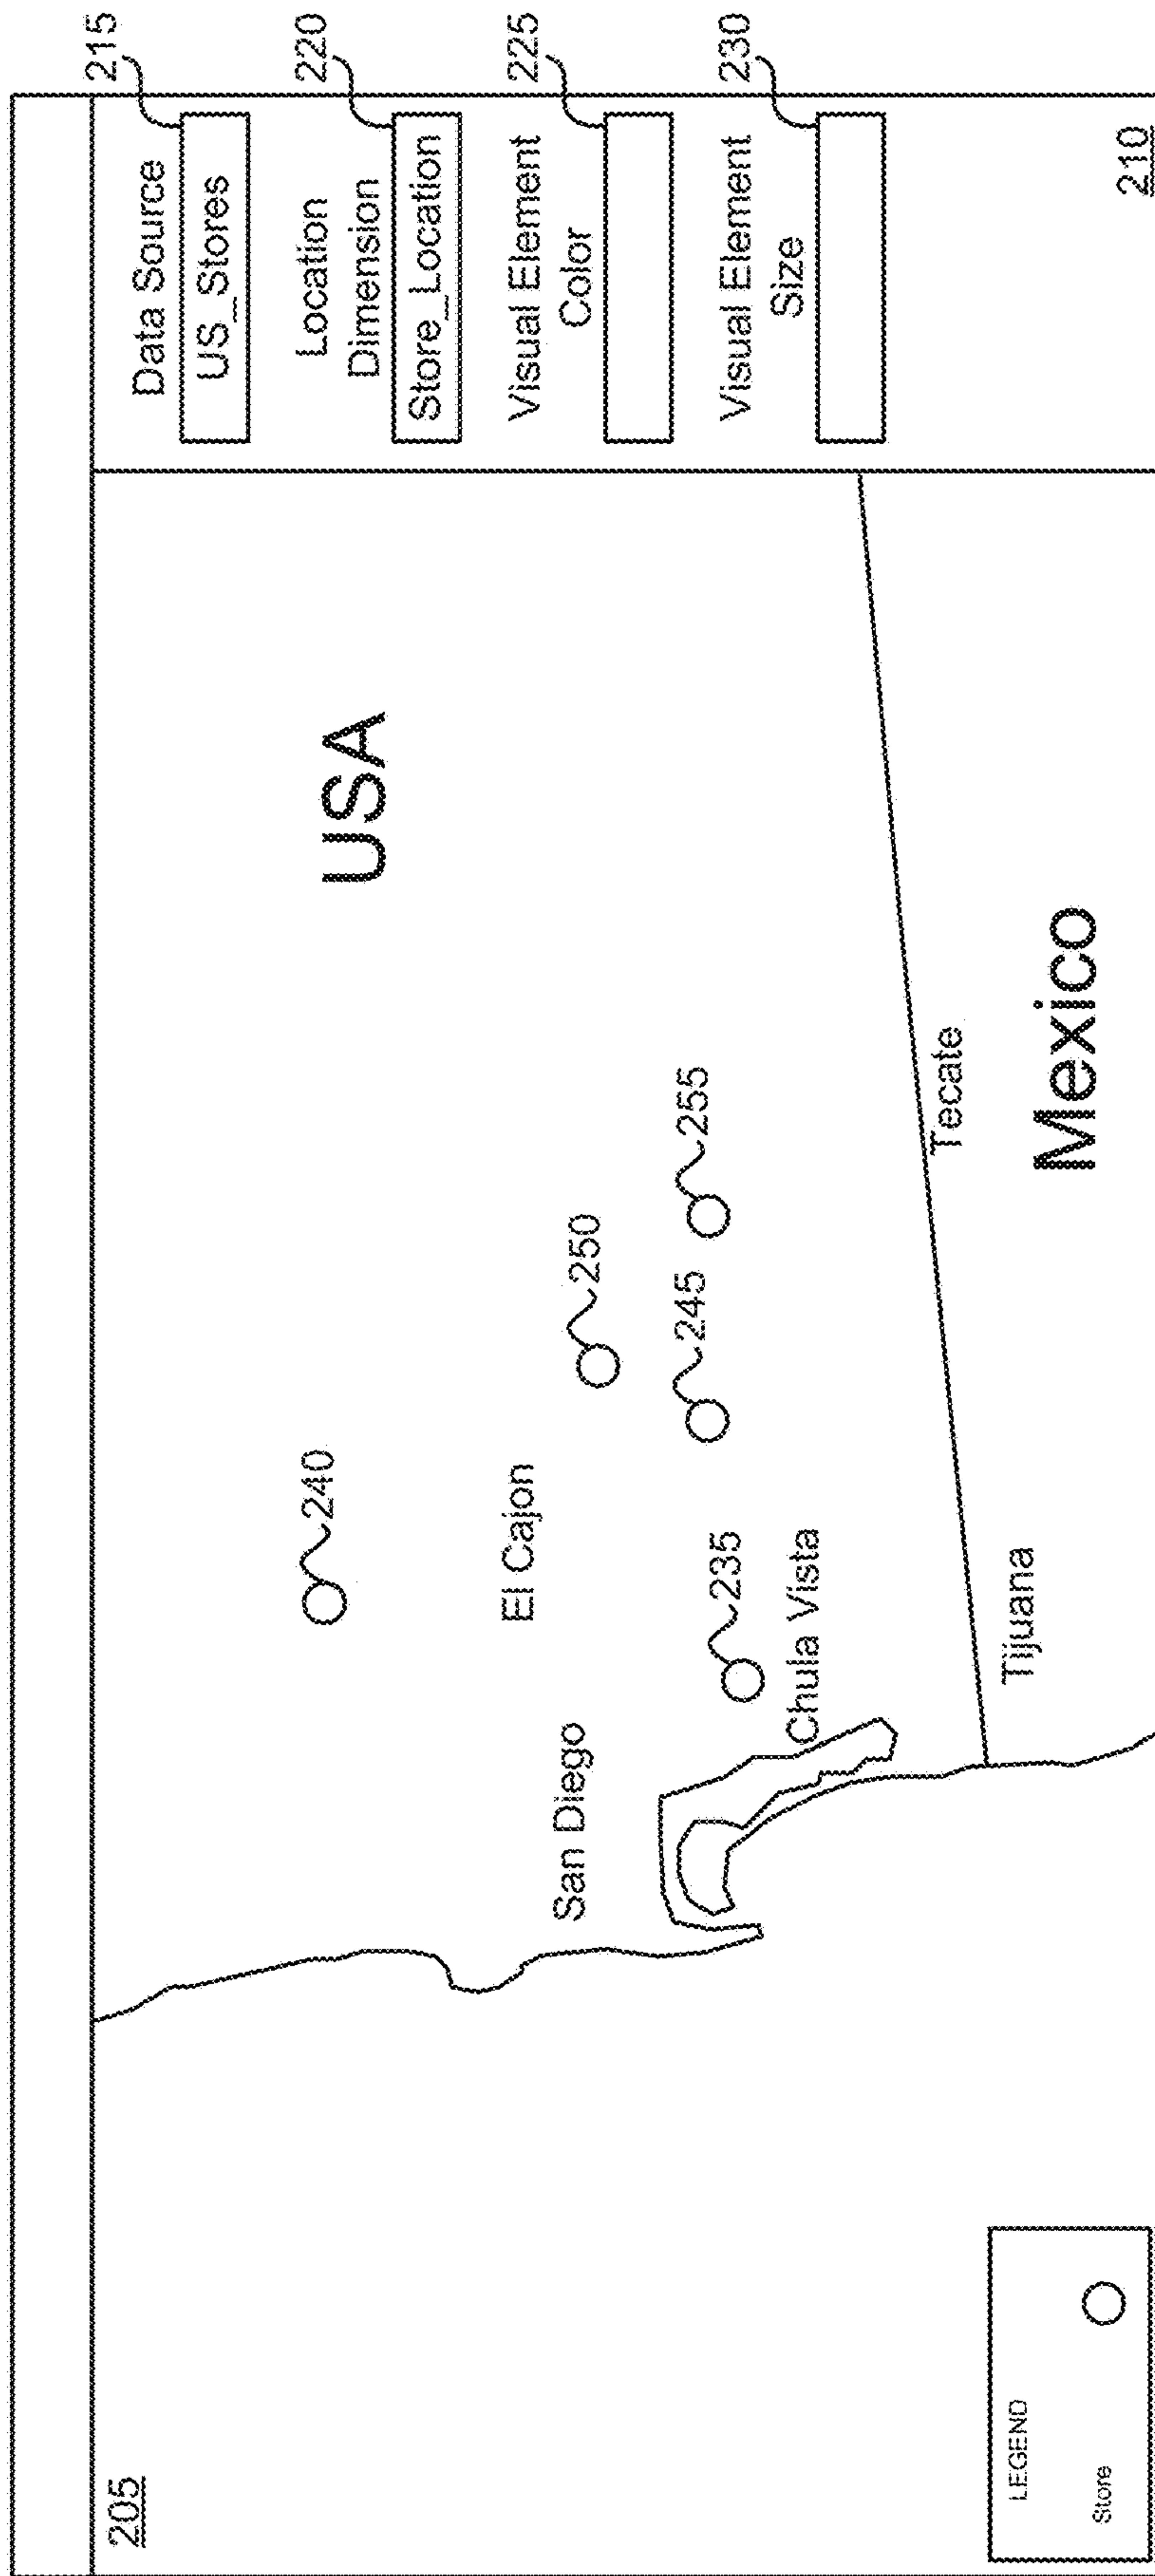 205
Data Source
215
US_Stores
Location
Dimension
220
Store_Location
Visual Element
Color
225
Visual Element
Size
230
210
USA
240
El Cajon
San Diego
250
245
255
235
Chula Vista
Tecate
Tijuana
Mexico
LEGEND
Store